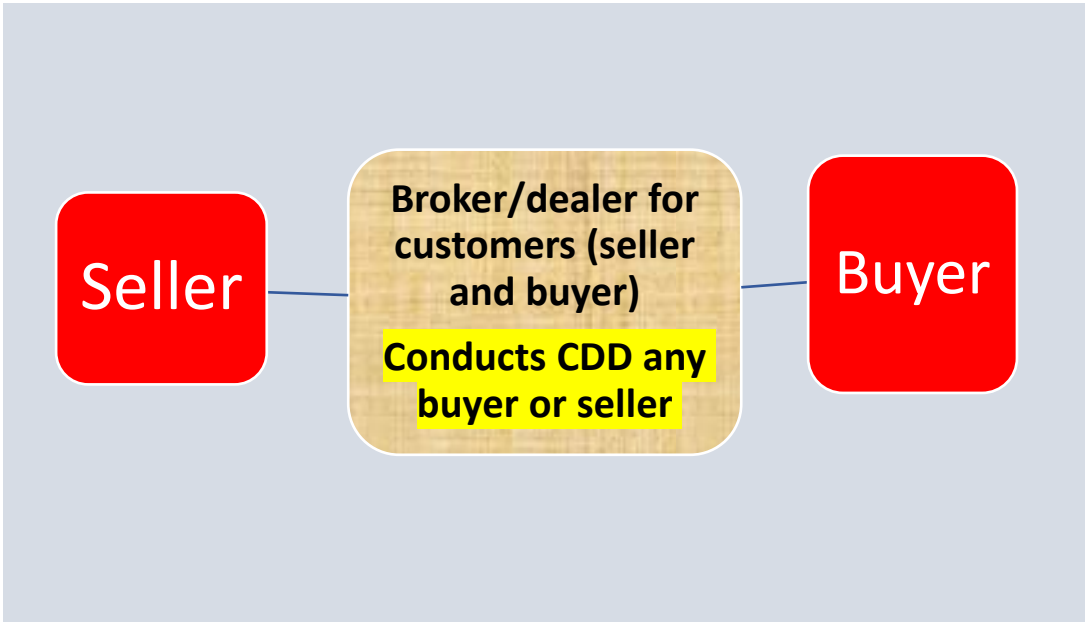 Seller
Broker/dealer for
customers (seller
and buyer)
Conducts CDD any
buyer or seller
Buyer